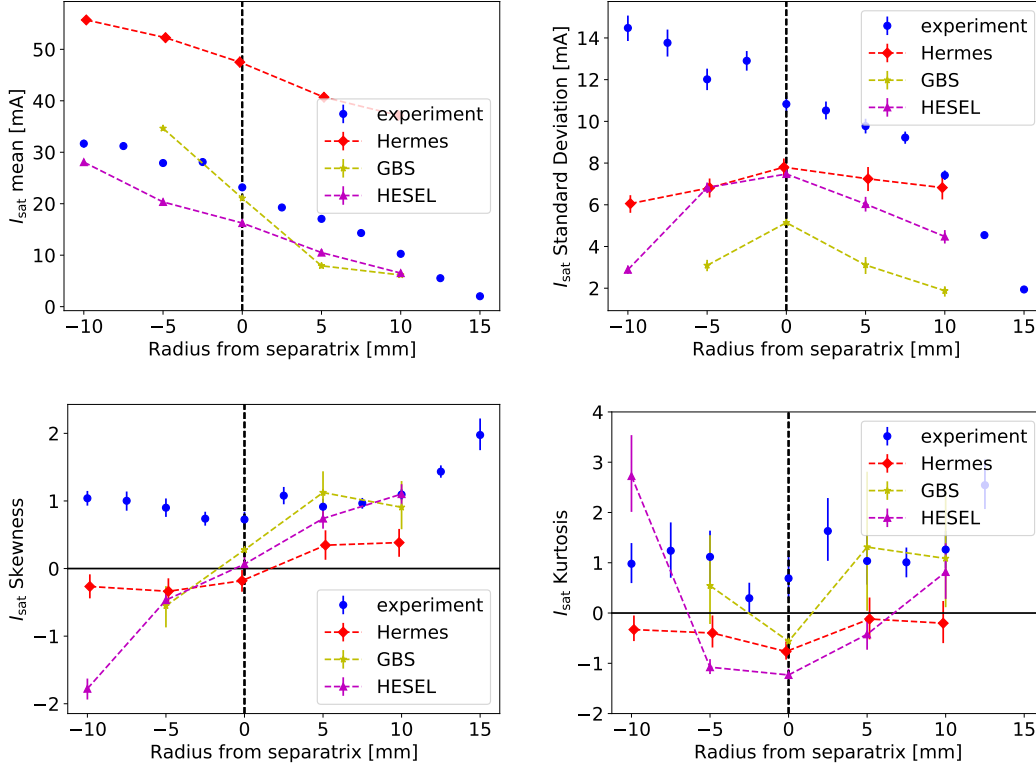 I_sat mean [mA]
50
40
30
20
10
0
−10 −5 0 5 10 15
Radius from separatrix [mm]
experiment
Hermes
GBS
HESEL
I_sat Standard Deviation [mA]
14
12
10
8
6
4
2
−10 −5 0 5 10 15
Radius from separatrix [mm]
experiment
Hermes
GBS
HESEL
I_sat Skewness
2
1
0
−1
−2
−10 −5 0 5 10 15
Radius from separatrix [mm]
experiment
Hermes
GBS
HESEL
I_sat Kurtosis
4
3
2
1
0
−1
−2
−10 −5 0 5 10 15
Radius from separatrix [mm]
experiment
Hermes
GBS
HESEL